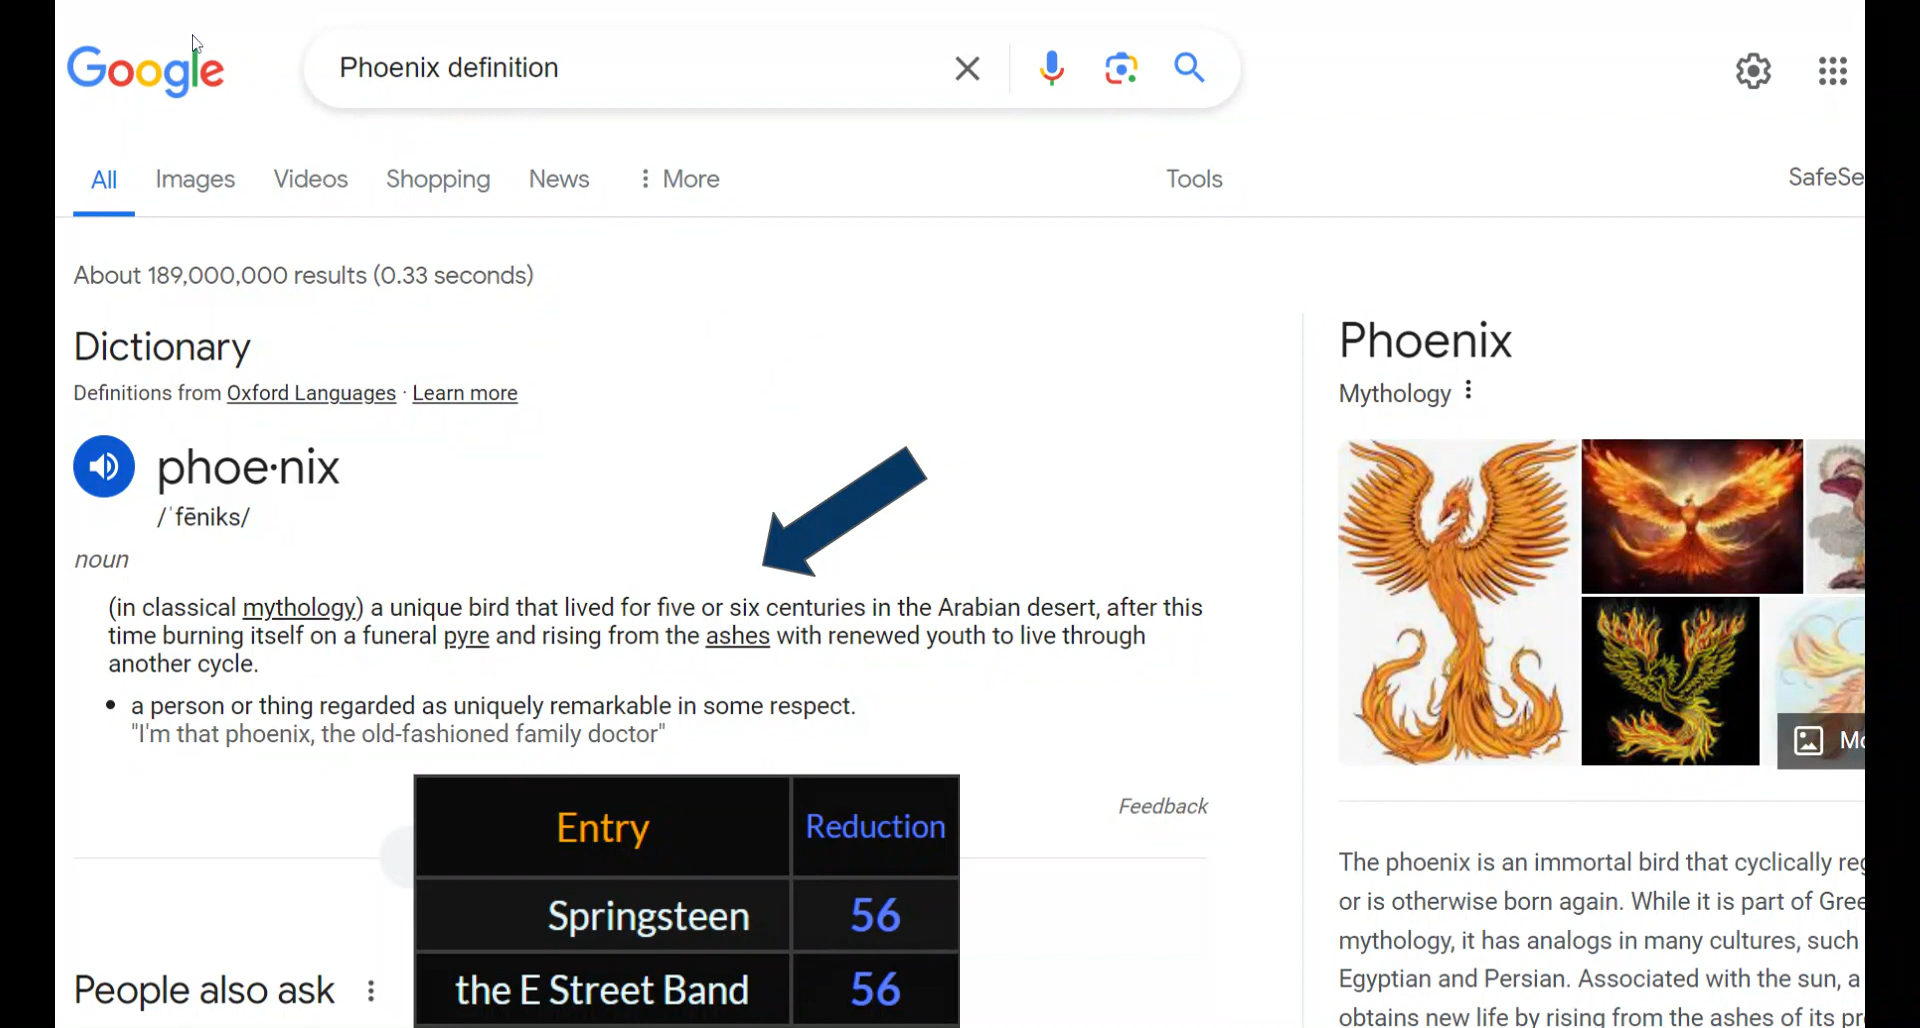 Google
Phoenix definition
All
Images
Videos
Shopping
News
More
Tools
SafeSe
About 189,000,000 results (0.33 seconds)
Dictionary
Definitions from Oxford Languages · Learn more
phoe·nix
/ˈfēniks/
noun
(in classical mythology) a unique bird that lived for five or six centuries in the Arabian desert, after this
time burning itself on a funeral pyre and rising from the ashes with renewed youth to live through
another cycle.
• a person or thing regarded as uniquely remarkable in some respect.
"I'm that phoenix, the old-fashioned family doctor"
Feedback
Entry
Reduction
Springsteen
56
the E Street Band
56
People also ask
Phoenix
Mythology
Mo
The phoenix is an immortal bird that cyclically reg
or is otherwise born again. While it is part of Gree
mythology, it has analogs in many cultures, such
Egyptian and Persian. Associated with the sun, a
obtains new life by rising from the ashes of its pr